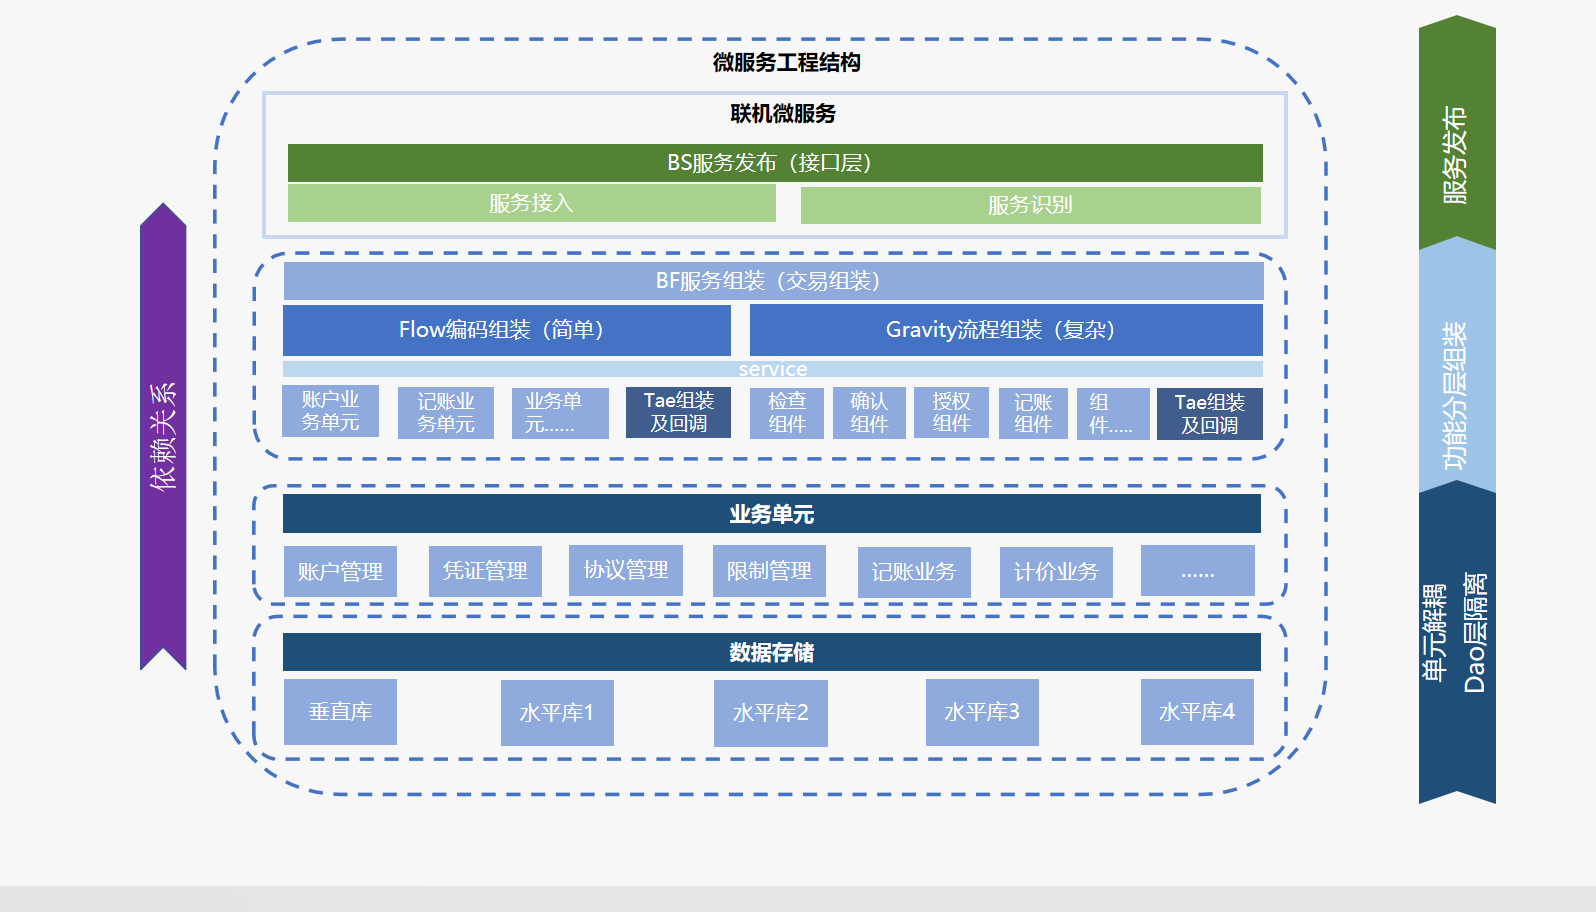 微服务工程结构
联机微服务
BS服务发布（接口层）
服务接入
服务识别
BF服务组装（交易组装）
Flow编码组装（简单）
Gravity流程组装（复杂）
service
账户业
务单元
记账业
务单元
业务单
元......
Tae组装
及回调
检查
组件
确认
组件
授权
组件
记账
组件
组
件.....
Tae组装
及回调
业务单元
账户管理
凭证管理
协议管理
限制管理
记账业务
计价业务
......
数据存储
垂直库
水平库1
水平库2
水平库3
水平库4
依赖关系
服务发布
功能分层组装
单元解耦
Dao层隔离